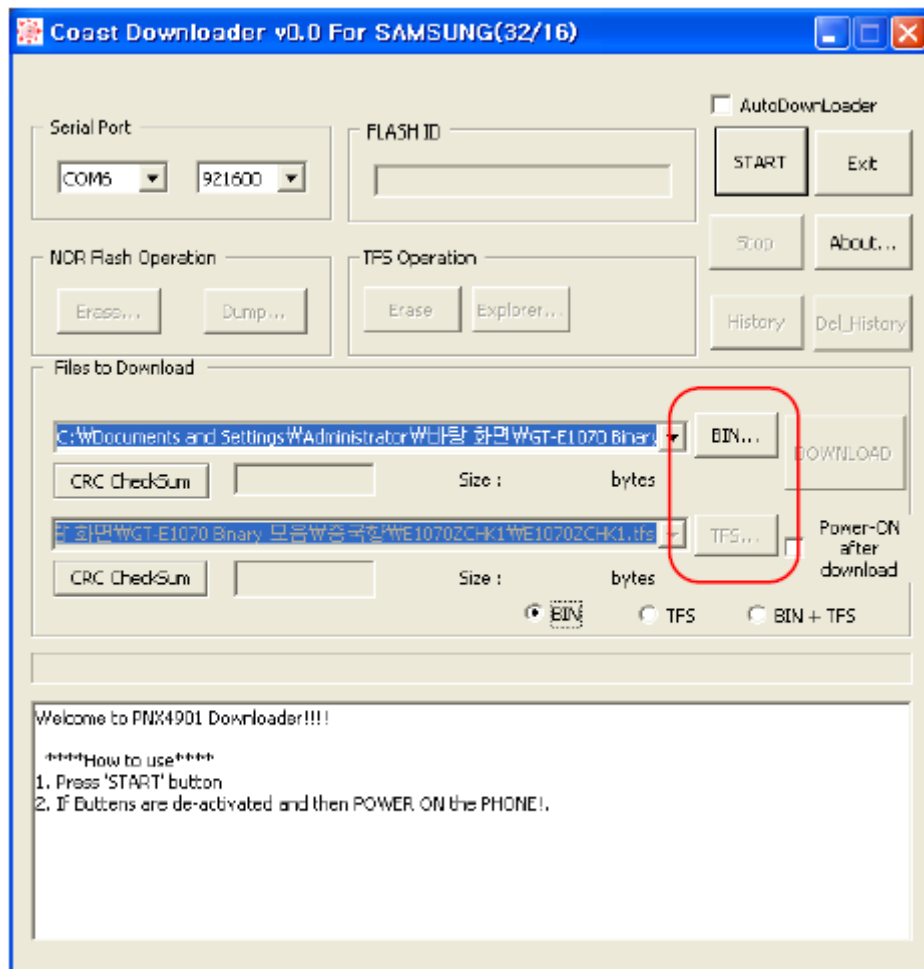 Coast Downloader v0.0 For SAMSUNG(32/16)
AutoDownLoader
Serial Port
FLASH ID
COM6
921600
START
Exit
Stop
About...
NOR Flash Operation
TFS Operation
Erase...
Dump...
Erase
Explorer...
History
Del_History
Files to Download
C:₩Documents and Settings₩Administrator₩바탕 화면₩GT-E1070 Binary
BIN...
DOWNLOAD
CRC CheckSum
Size :
bytes
탕 화면₩GT-E1070 Binary 모음₩중국향₩E1070ZCHK1₩E1070ZCHK1.tfs
TFS...
Power-ON
after
download
CRC CheckSum
Size :
bytes
BIN
TFS
BIN + TFS
Welcome to PNX4901 Downloader!!!!
****How to use****
1. Press 'START' button
2. If Buttens are de-activated and then POWER ON the PHONE!.